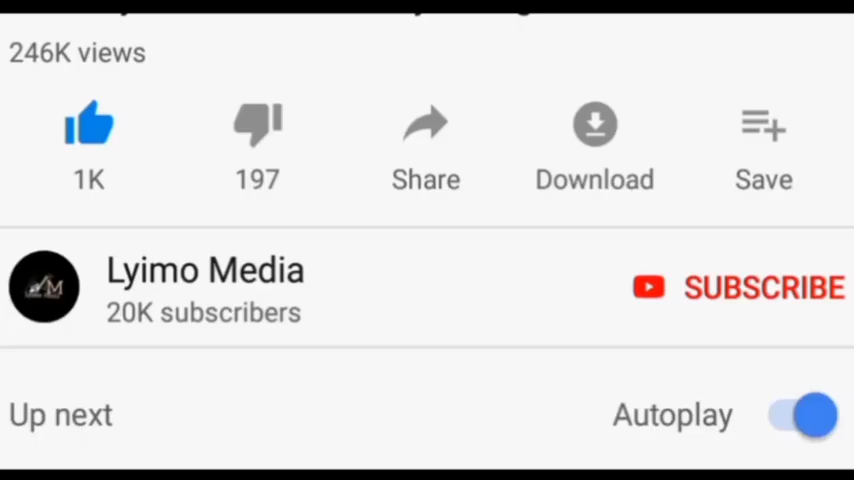 246K views
1K 197 Share Download Save
Lyimo Media
20K subscribers
SUBSCRIBE
Up next Autoplay